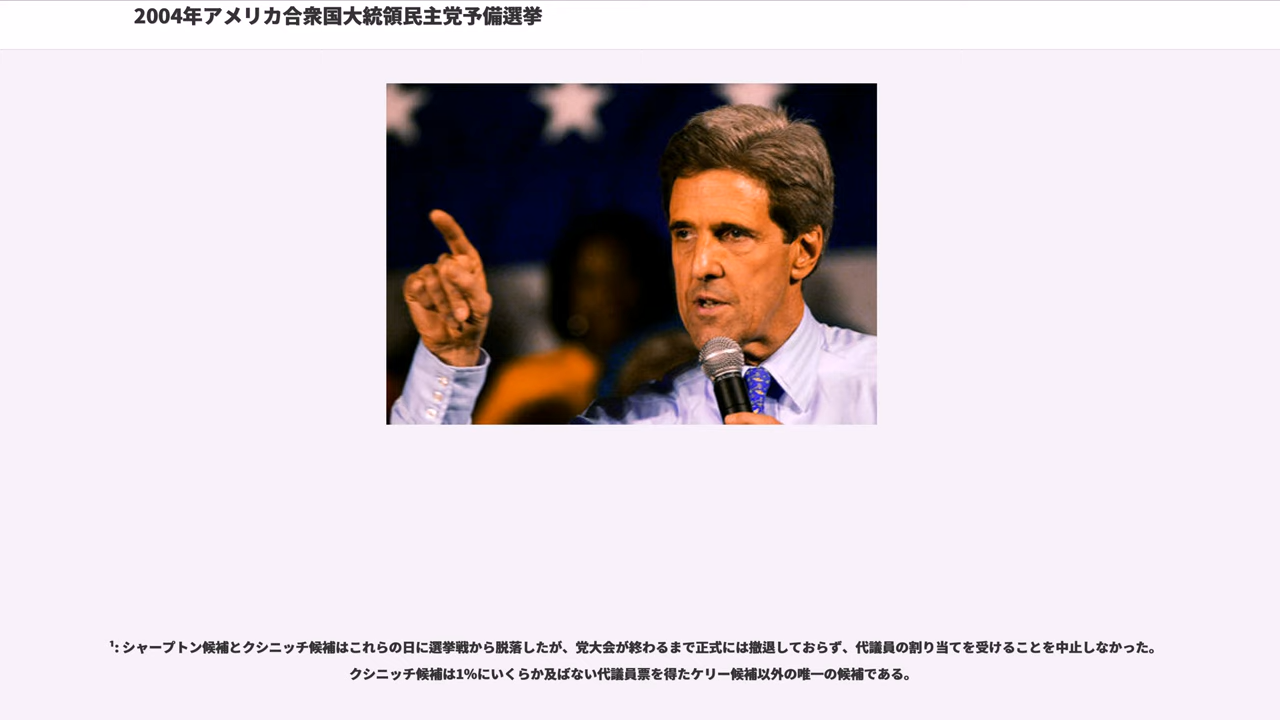 2004年アメリカ合衆国大統領民主党予備選挙
¹: シャープトン候補とクシニッチ候補はこれらの日に選挙戦から脱落したが、党大会が終わるまで正式には撤退しておらず、代議員の割り当てを受けることを中止しなかった。
クシニッチ候補は1%にいくらか及ばない代議員票を得たケリー候補以外の唯一の候補である。